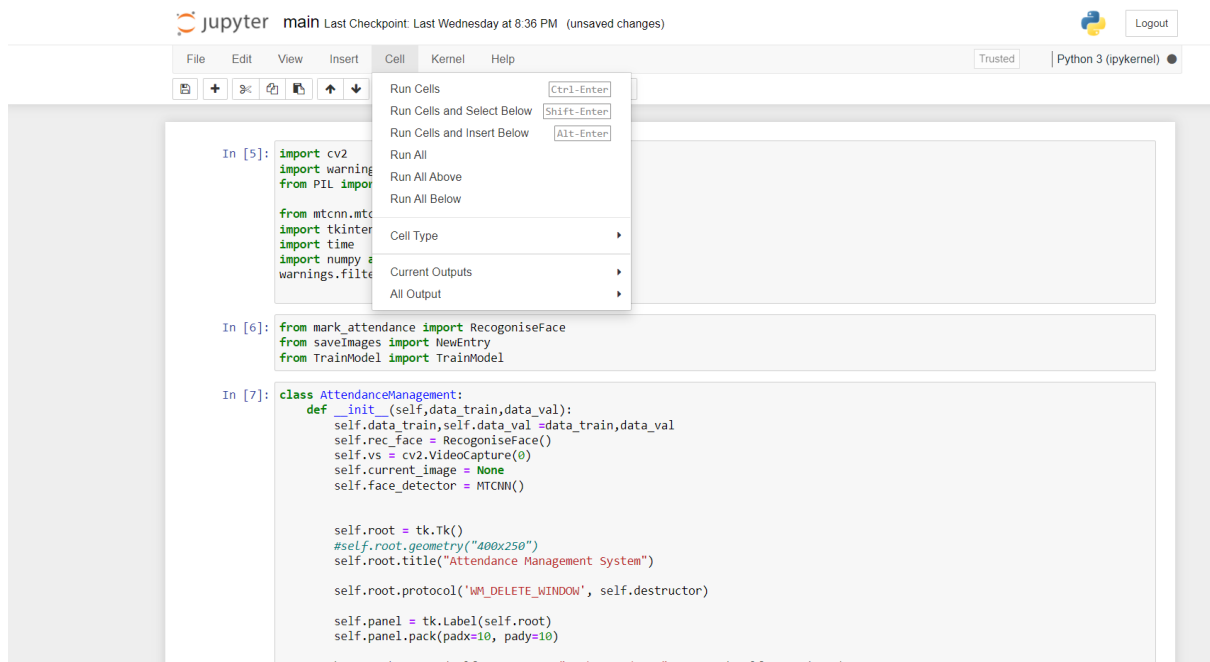 jupyter main Last Checkpoint: Last Wednesday at 8:36 PM (unsaved changes)
Logout
File Edit View Insert Cell Kernel Help
Trusted
Python 3 (ipykernel)
Run Cells Ctrl-Enter
Run Cells and Select Below Shift-Enter
Run Cells and Insert Below Alt-Enter
Run All
Run All Above
Run All Below
Cell Type
Current Outputs
All Output
In [5]: import cv2
import warning
from PIL impor
from mtcnn.mtc
import tkinter
import time
import numpy a
warnings.filte
In [6]: from mark_attendance import RecogoniseFace
from saveImages import NewEntry
from TrainModel import TrainModel
In [7]: class AttendanceManagement:
def __init__(self,data_train,data_val):
self.data_train,self.data_val =data_train,data_val
self.rec_face = RecogoniseFace()
self.vs = cv2.VideoCapture(0)
self.current_image = None
self.face_detector = MTCNN()
self.root = tk.Tk()
#self.root.geometry("400x250")
self.root.title("Attendance Management System")
self.root.protocol('WM_DELETE_WINDOW', self.destructor)
self.panel = tk.Label(self.root)
self.panel.pack(padx=10, pady=10)